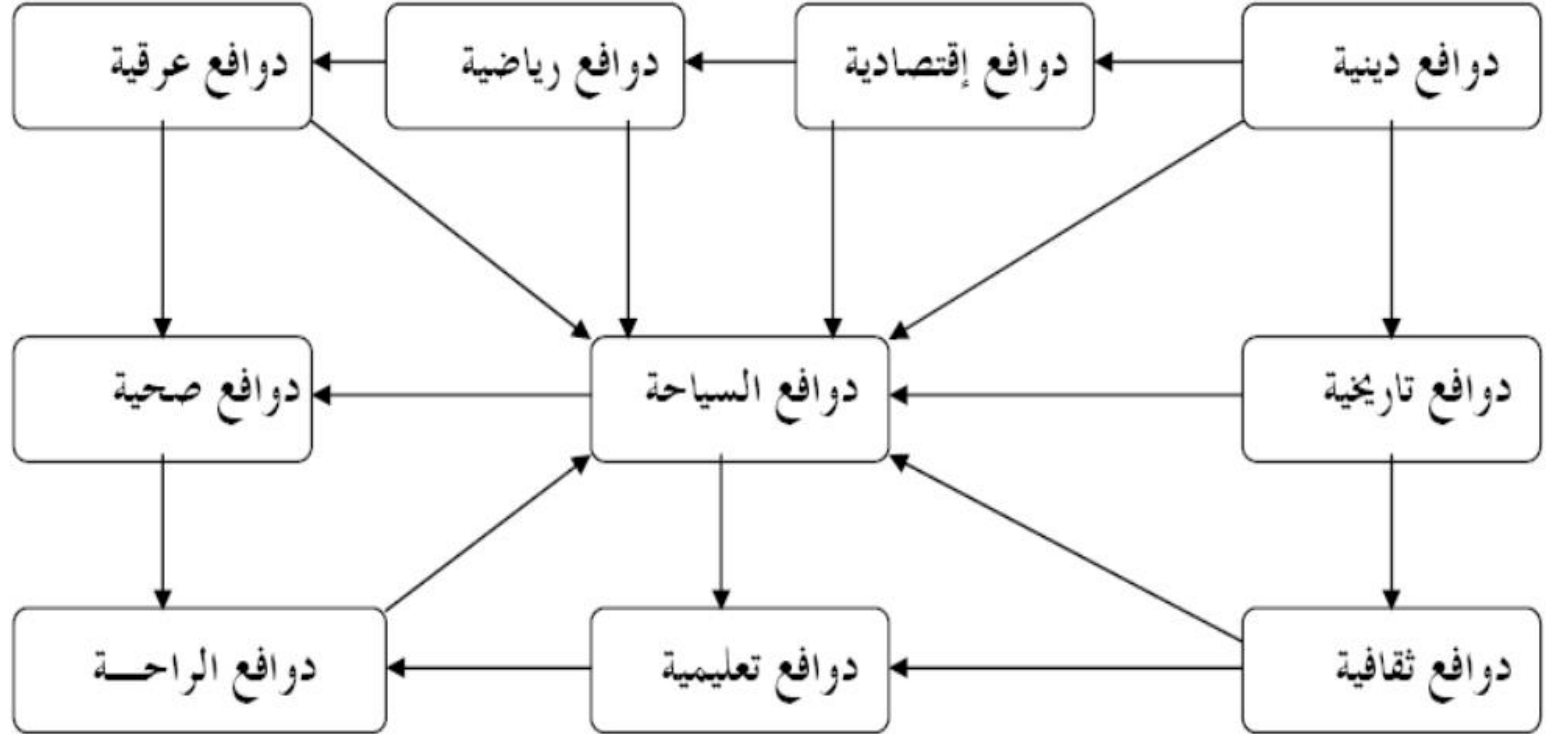 دوافع دينية
دوافع إقتصادية
دوافع رياضية
دوافع عرقية
دوافع تاريخية
دوافع السياحة
دوافع صحية
دوافع ثقافية
دوافع تعليمية
دوافع الراحـــة